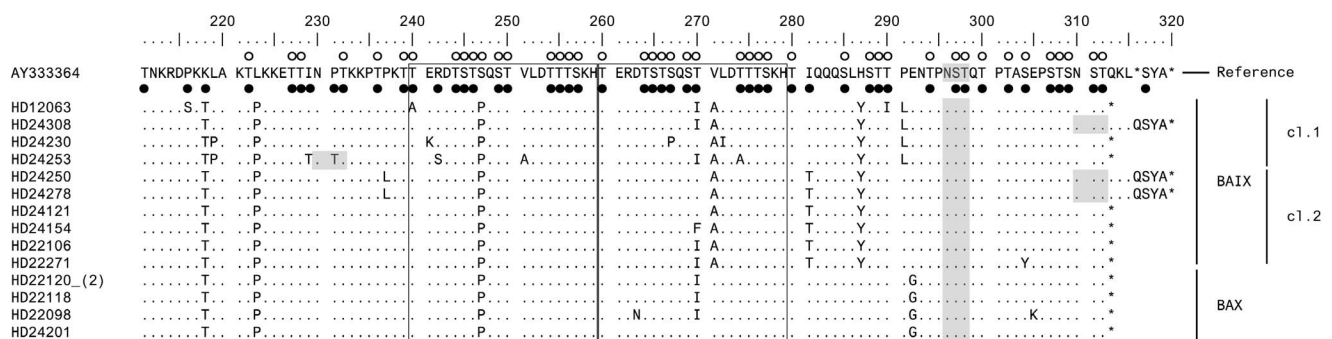 220 230 240 250 260 270 280 290 300 310 320
AY333364 TNKRDPKKLA KTLKKETTIN PTKKPTPKTT ERDTSTSQST VLDTTTSKHT ERDTSTSQST VLDTTTSKHT IQQQSLHSTT PENTPNSTQT PTASEPSTSN STQKL*SYA* Reference
HD12063 .....S.T.. ..P....... .........A ......P... .......... .........I A......... ......Y..I L......... .......... ..*
HD24308 .......T.. ..P....... .......... ......P... .......... .........I A......... ......Y... L......... .......... .....QSYA*
HD24230 .......TP. ..P....... .......... K.....P... .......... ......P... AI........ ......Y... L......... .......... ..*
HD24253 .......TP. ..P.....T. T......... .S....P... A......... .........I A..A...... ......Y... L......... .......... ..*
HD24250 .......T.. ..P....... ......L... ......P... .......... .......... A......... T.....Y... .......... .......... .....QSYA*
HD24278 .......T.. ..P....... ......L... ......P... .......... .......... A......... T.....Y... .......... .......... .....QSYA*
HD24121 .......T.. ..P....... .......... ......P... .......... .......... A......... T.....Y... .......... .......... ..*
HD24154 .......T.. ..P....... .......... ......P... .......... .........F A......... T.....Y... .......... .......... ..*
HD22106 .......T.. ..P....... .......... ......P... .......... .........I A......... T.....Y... .......... .......... ..*
HD22271 .......T.. ..P....... .......... ......P... .......... .........I A......... T.....Y... .......... ...Y...... ..*
HD22120_(2) .......T.. ..P....... .......... ......P... .......... .........I .......... .......... .G........ .......... ..*
HD22118 .......T.. ..P....... .......... ......P... .......... .........I .......... .......... .G........ .......... ..*
HD22098 .......T.. ..P....... .......... ......P... .......... ..N......I .......... .......... .G........ ....K..... ..*
HD24201 .......T.. ..P....... .......... ......P... .......... .......... .......... .......... .G........ .......... ..*
cl.1
BAIX
cl.2
BAX